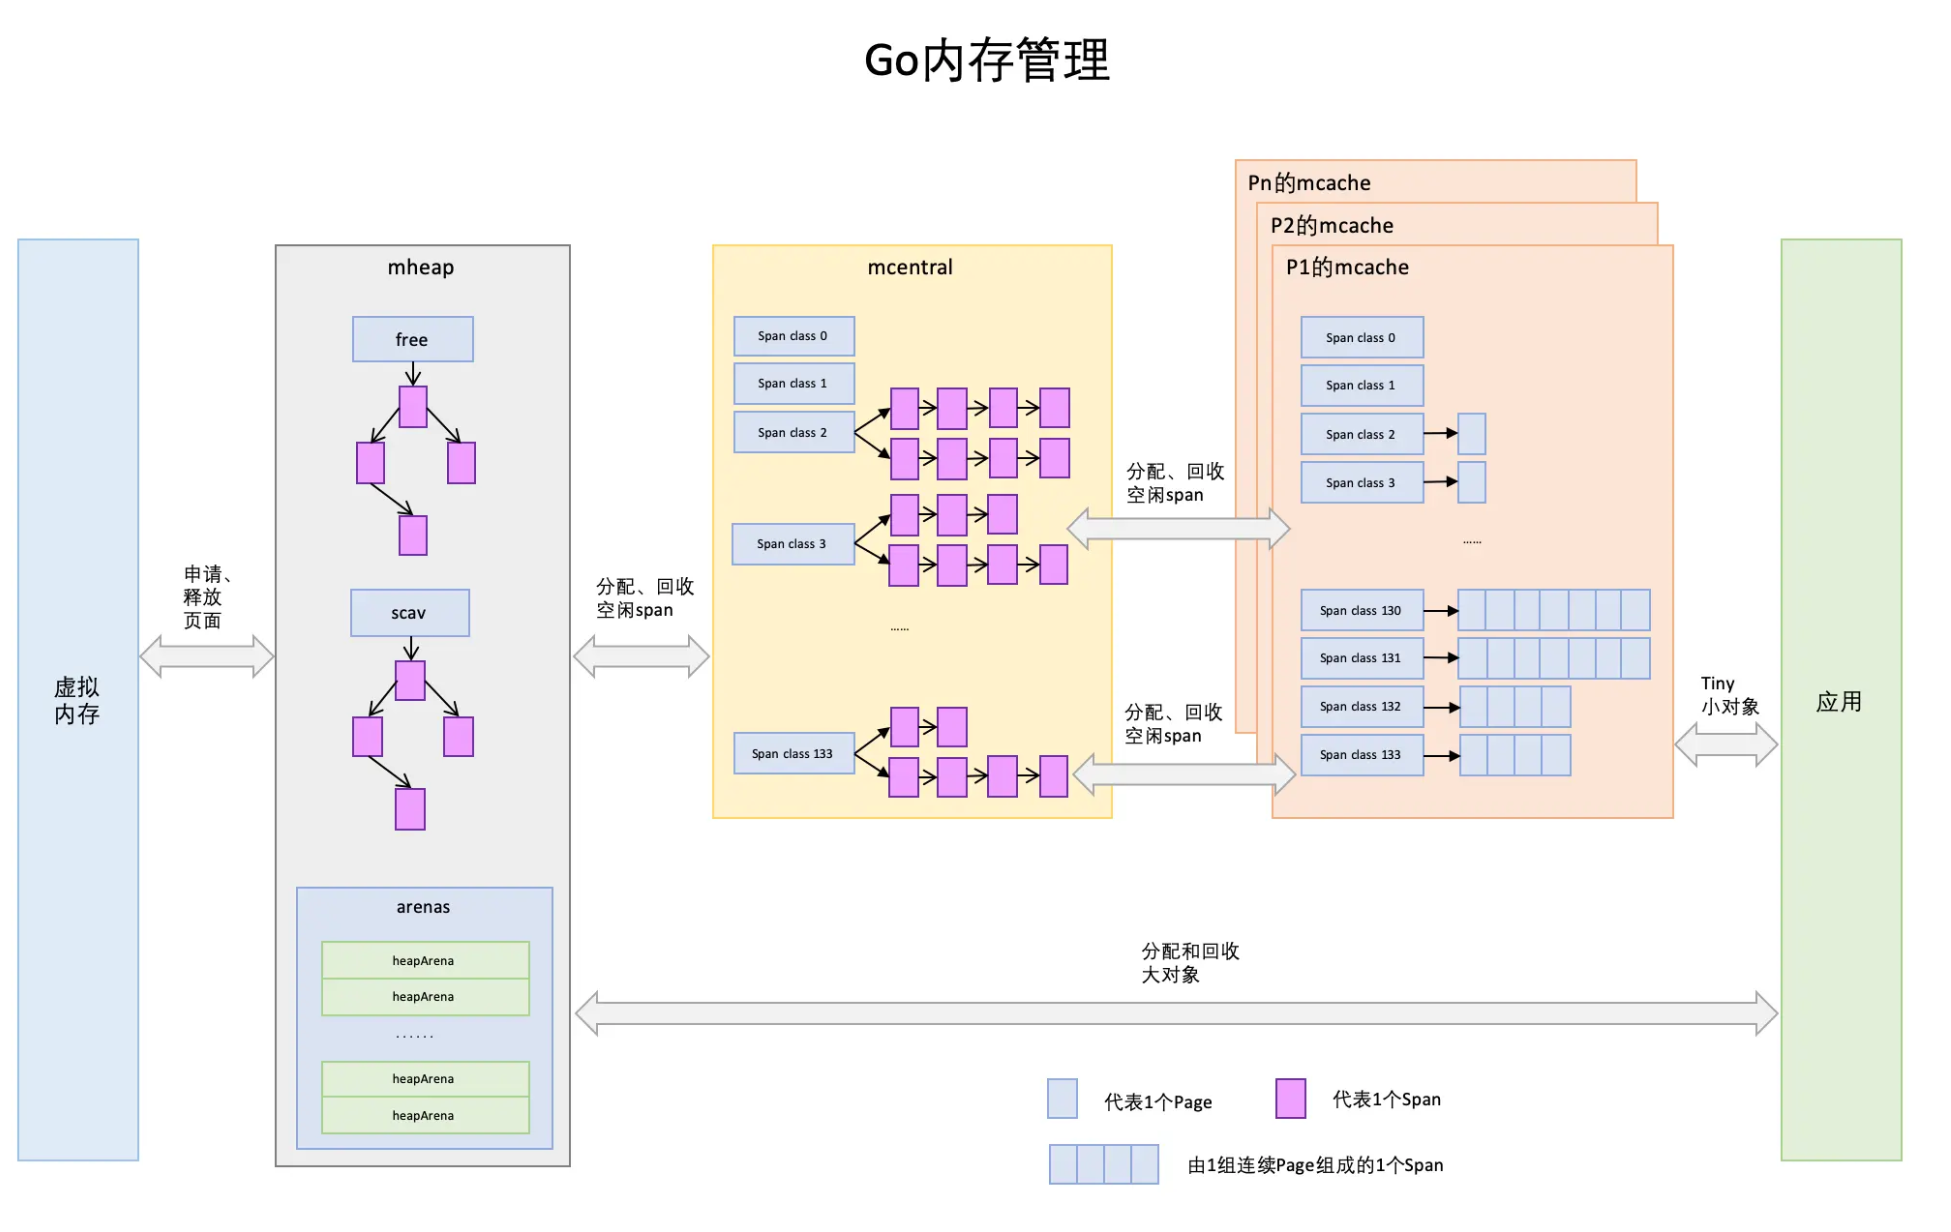 Go内存管理
虚拟
内存
申请、
释放
页面
mheap
free
scav
arenas
heapArena
heapArena
......
heapArena
heapArena
分配、回收
空闲span
mcentral
Span class 0
Span class 1
Span class 2
Span class 3
......
Span class 133
分配、回收
空闲span
分配、回收
空闲span
Pn的mcache
P2的mcache
P1的mcache
Span class 0
Span class 1
Span class 2
Span class 3
......
Span class 130
Span class 131
Span class 132
Span class 133
Tiny
小对象
应用
分配和回收
大对象
代表1个Page
代表1个Span
由1组连续Page组成的1个Span